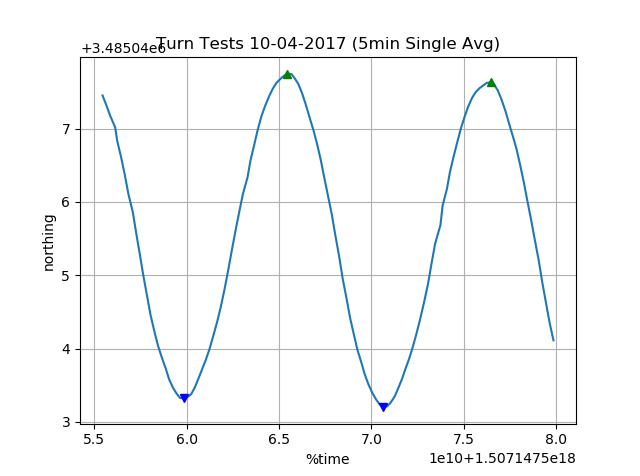 Turn Tests 10-04-2017 (5min Single Avg)
+3.48504e6
7
6
5
4
3
northing
5.5 6.0 6.5 7.0 7.5 8.0
%time
1e10+1.5071475e18